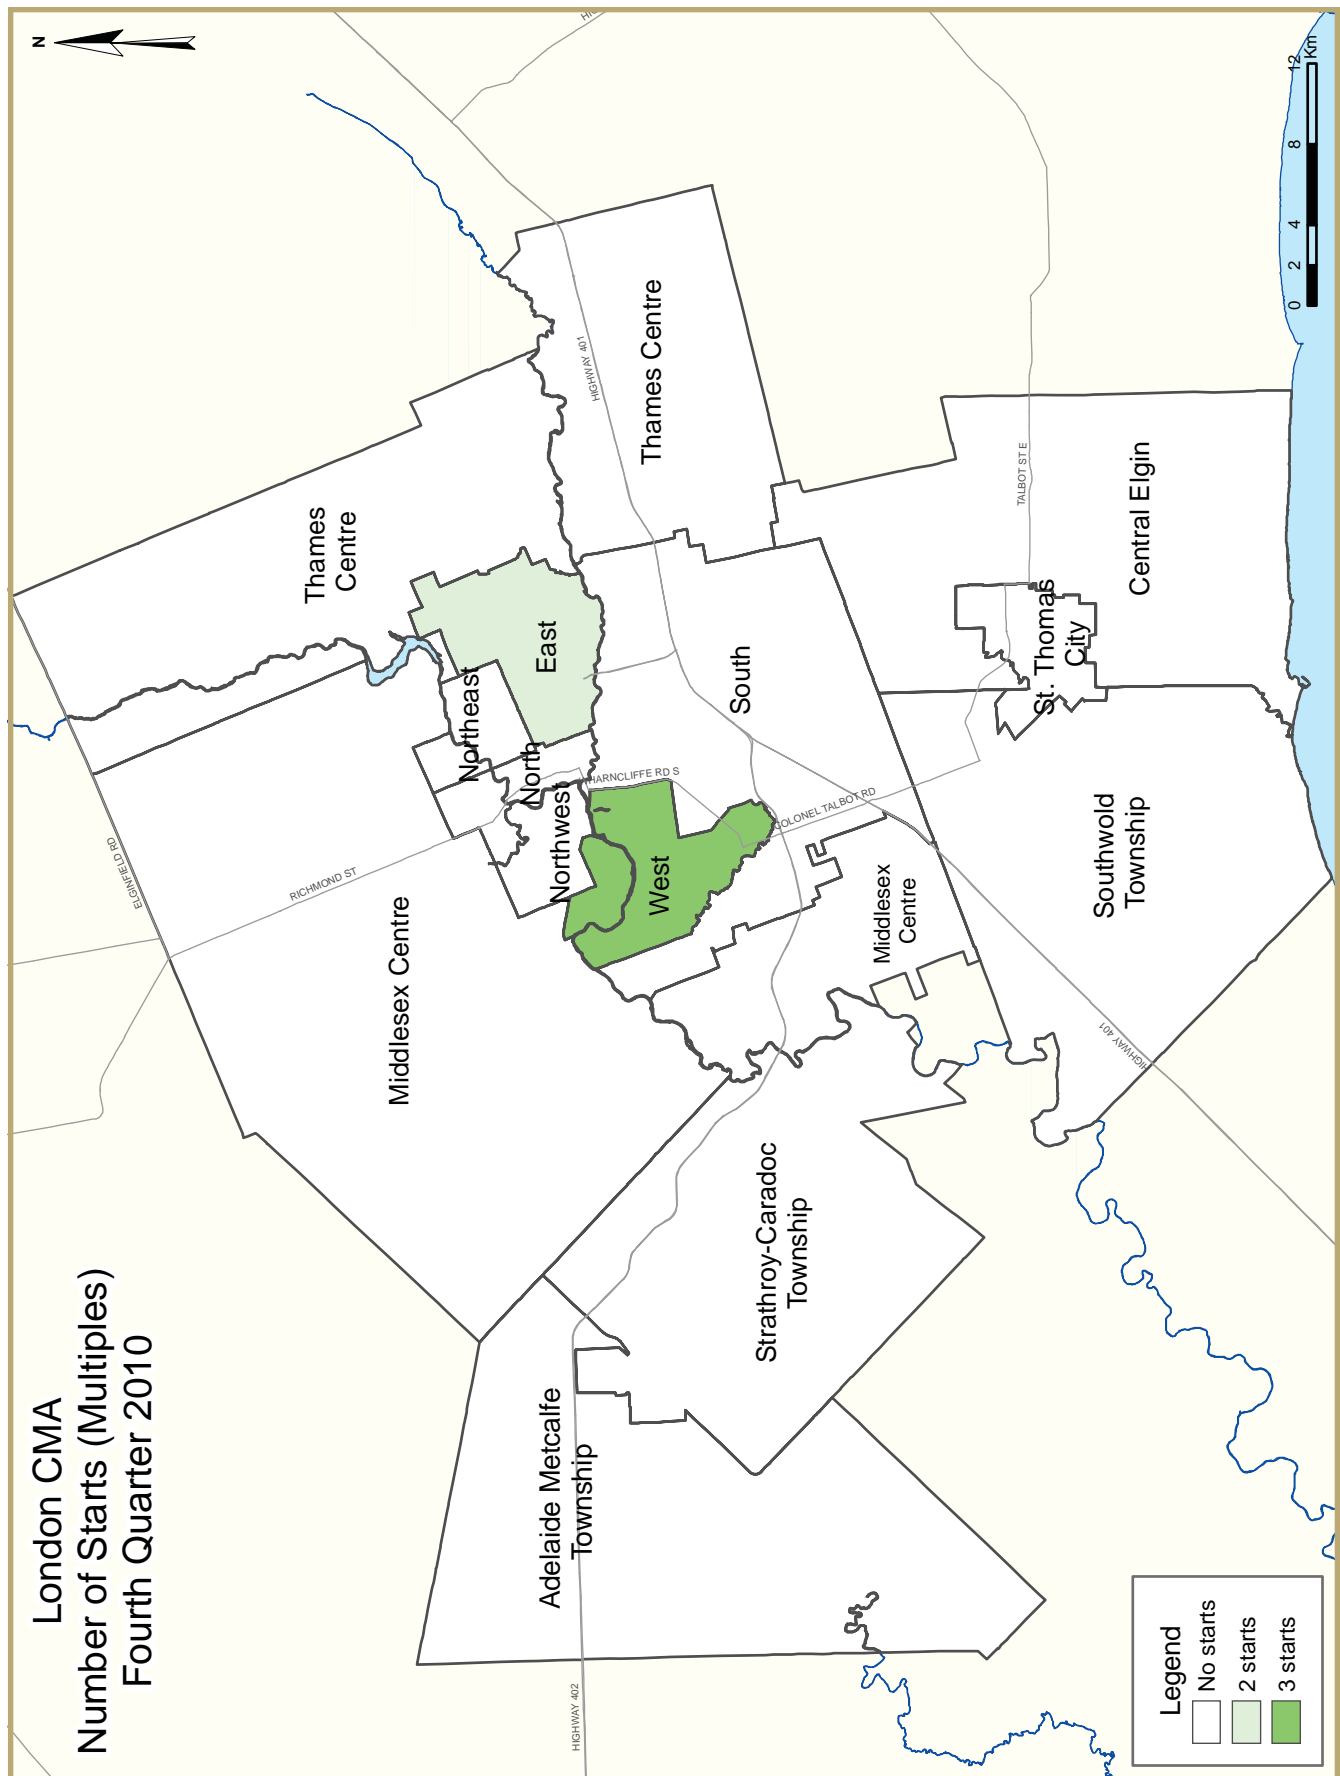 London CMA
Number of Starts (Multiples)
Fourth Quarter 2010
N
ELGINFIELD RD
RICHMOND ST
Middlesex Centre
Thames
Centre
Northeast
North
Northwest
East
HIGHWAY 401
Thames Centre
WHARNCLIFFE RD S
West
South
COLONEL TALBOT RD
Middlesex
Centre
Adelaide Metcalfe
Township
HIGHWAY 402
Strathroy-Caradoc
Township
TALBOT ST E
St. Thomas
City
Central Elgin
Southwold
Township
HIGHWAY 401
Legend
No starts
2 starts
3 starts
0 2 4 8 12
Km